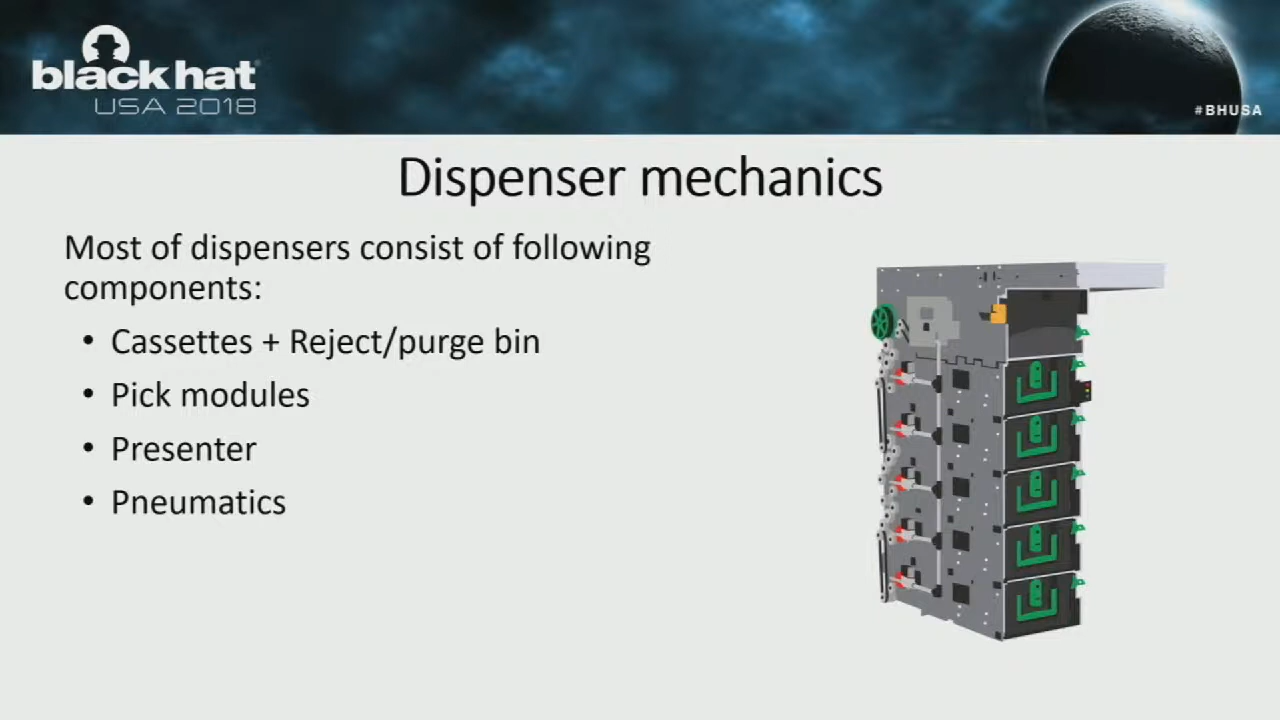 black hat
USA 2018
#BHUSA
Dispenser mechanics
Most of dispensers consist of following
components:
• Cassettes + Reject/purge bin
• Pick modules
• Presenter
• Pneumatics